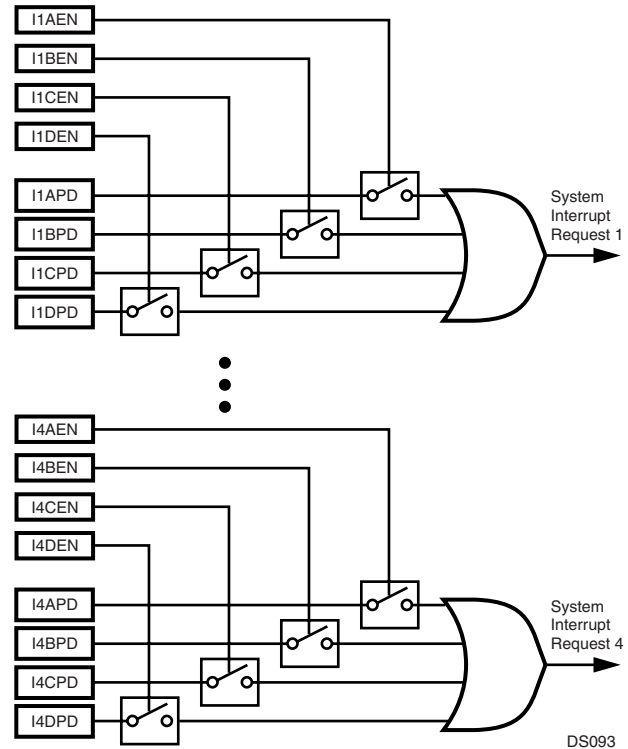 I1AEN
I1BEN
I1CEN
I1DEN
I1APD
I1BPD
I1CPD
I1DPD
System
Interrupt
Request 1
I4AEN
I4BEN
I4CEN
I4DEN
I4APD
I4BPD
I4CPD
I4DPD
System
Interrupt
Request 4
DS093